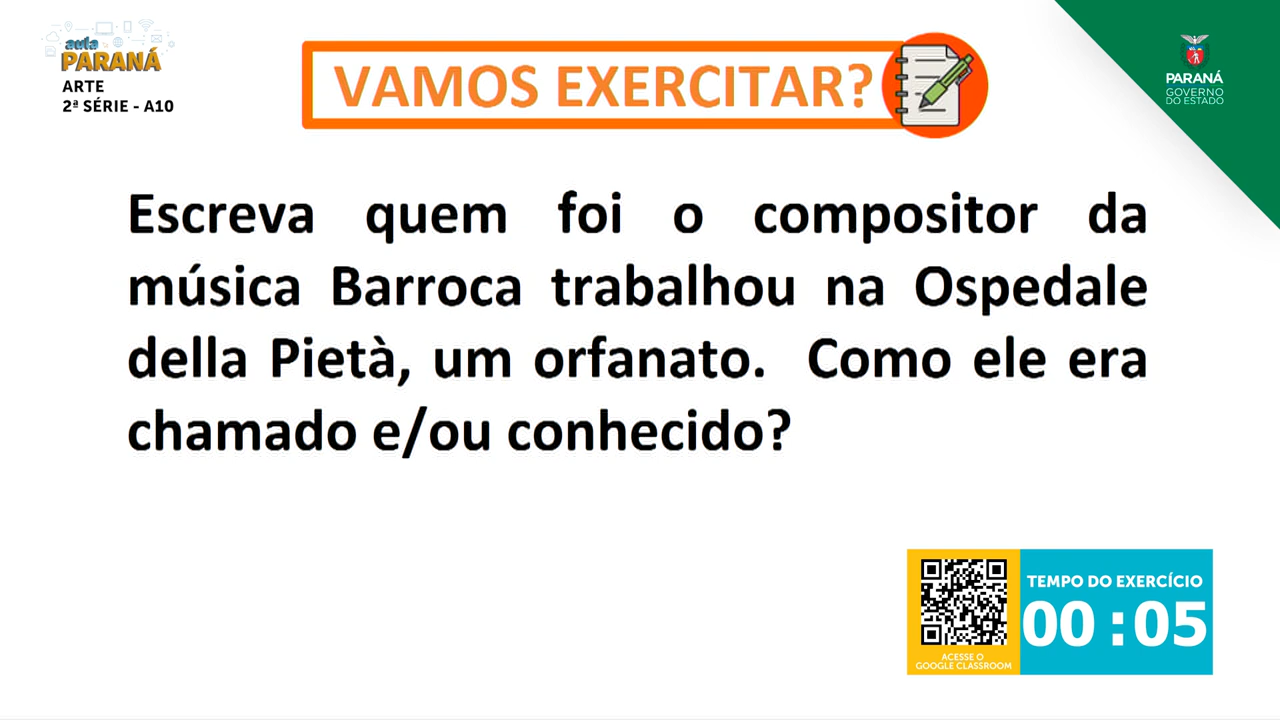 aula
PARANÁ
ARTE
2ª SÉRIE - A10
VAMOS EXERCITAR?
PARANÁ
GOVERNO
DO ESTADO
Escreva quem foi o compositor da
música Barroca trabalhou na Ospedale
della Pietà, um orfanato. Como ele era
chamado e/ou conhecido?
ACESSE O
GOOGLE CLASSROOM
TEMPO DO EXERCÍCIO
00 : 05